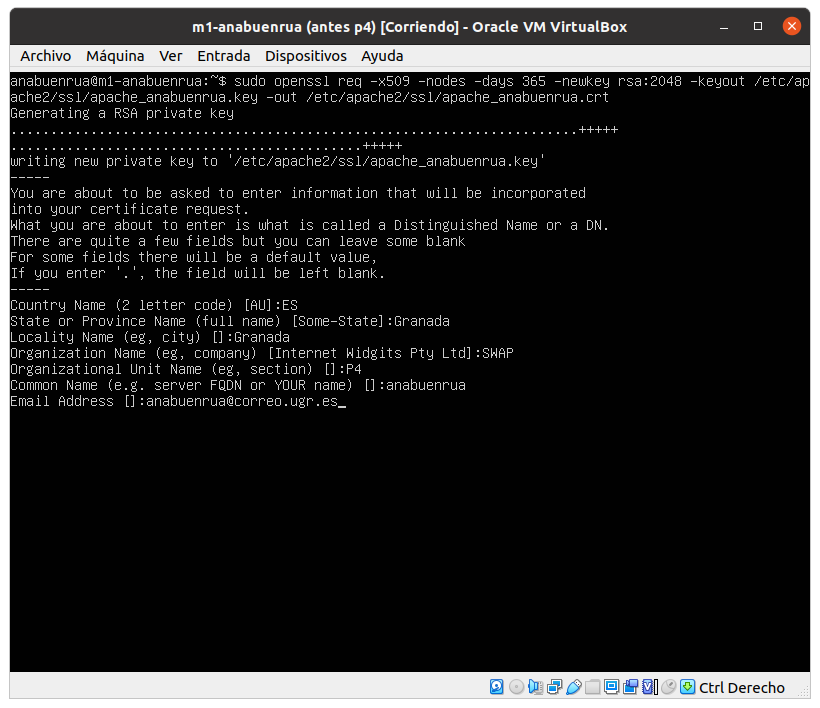 m1-anabuenrua (antes p4) [Corriendo] - Oracle VM VirtualBox
Archivo Máquina Ver Entrada Dispositivos Ayuda
anabuenrua@m1-anabuenrua:~$ sudo openssl req -x509 -nodes -days 365 -newkey rsa:2048 -keyout /etc/ap
ache2/ssl/apache_anabuenrua.key -out /etc/apache2/ssl/apache_anabuenrua.crt
Generating a RSA private key
.......................................................................+++++
............................................+++++
writing new private key to '/etc/apache2/ssl/apache_anabuenrua.key'
-----
You are about to be asked to enter information that will be incorporated
into your certificate request.
What you are about to enter is what is called a Distinguished Name or a DN.
There are quite a few fields but you can leave some blank
For some fields there will be a default value,
If you enter '.', the field will be left blank.
-----
Country Name (2 letter code) [AU]:ES
State or Province Name (full name) [Some-State]:Granada
Locality Name (eg, city) []:Granada
Organization Name (eg, company) [Internet Widgits Pty Ltd]:SWAP
Organizational Unit Name (eg, section) []:P4
Common Name (e.g. server FQDN or YOUR name) []:anabuenrua
Email Address []:anabuenrua@correo.ugr.es_
Ctrl Derecho